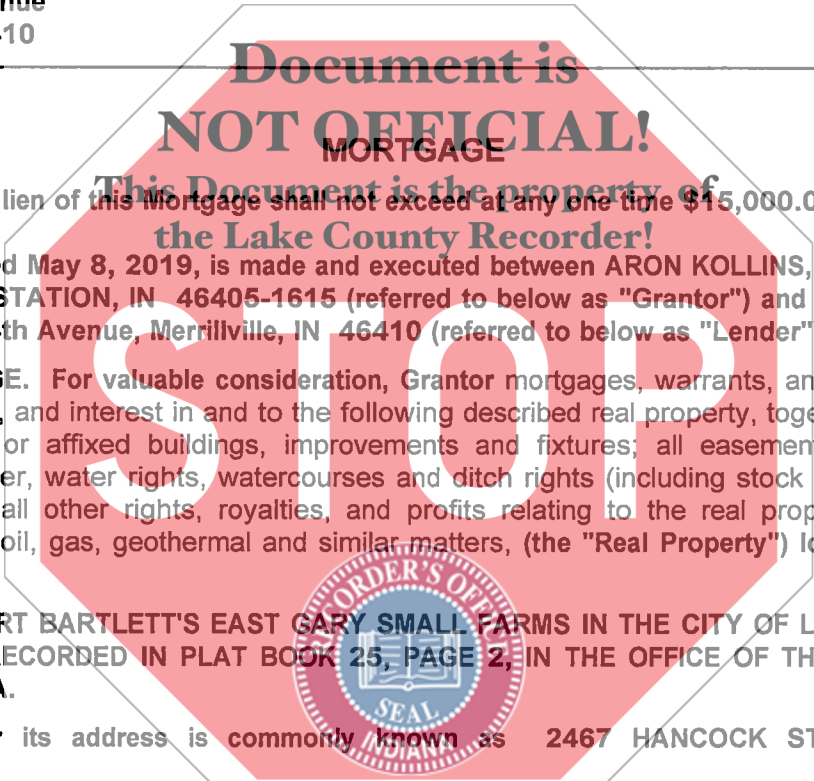 nue
-10
Document is
NOT OFFICIAL!
MORTGAGE
This Document is the property of
lien of this Mortgage shall not exceed at any one time $15,000.0
the Lake County Recorder!
d May 8, 2019, is made and executed between ARON KOLLINS,
STATION, IN 46405-1615 (referred to below as "Grantor") and
th Avenue, Merrillville, IN 46410 (referred to below as "Lender"
GE. For valuable consideration, Grantor mortgages, warrants, an
, and interest in and to the following described real property, toge
or affixed buildings, improvements and fixtures; all easement
er, water rights, watercourses and ditch rights (including stock
all other rights, royalties, and profits relating to the real prop
oil, gas, geothermal and similar matters, (the "Real Property") lo
STOP
RECORDER'S OFFICE
RT BARTLETT'S EAST GARY SMALL FARMS IN THE CITY OF L
RECORDED IN PLAT BOOK 25, PAGE 2, IN THE OFFICE OF TH
A.
SEAL
INDIANA
r its address is commonly known as 2467 HANCOCK ST